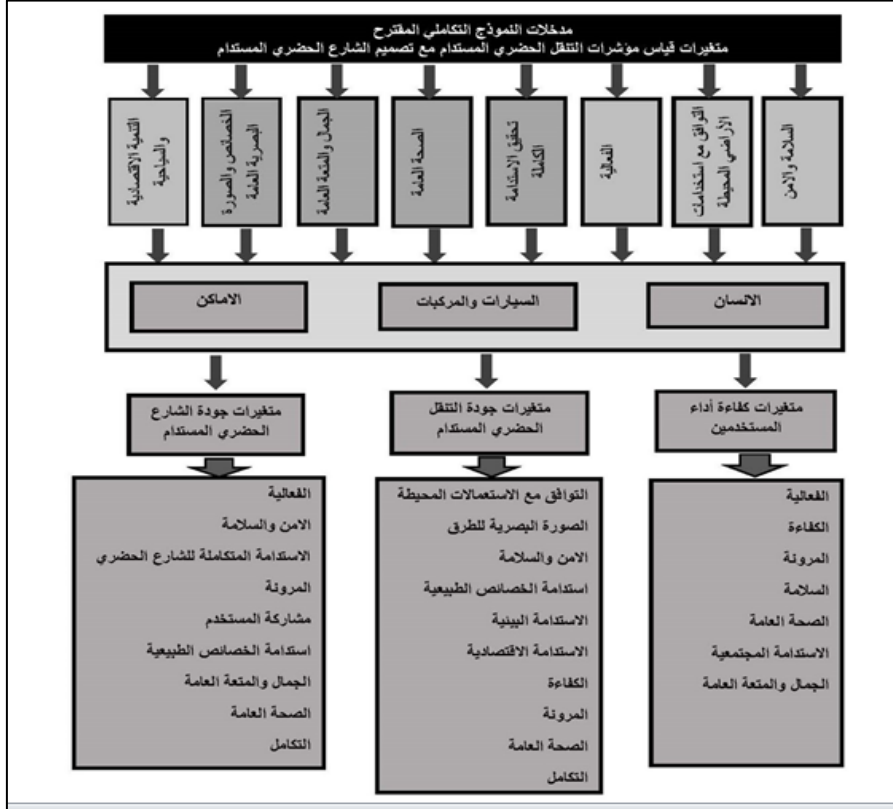 مدخلات النموذج التكاملي المقترح
متغيرات قياس مؤشرات التنقل الحضري المستدام مع تصميم الشارع الحضري المستدام
السلامة والامن
التوافق مع استخدامات
الأراضي المحيطة
الفعالية
تحقيق الاستدامة
الكاملة
الصحة العامة
الجمال والمتعة العامة
الخصائص والصورة
البصرية العامة
التنمية الاقتصادية
والسياحية
الانسان
السيارات والمركبات
الاماكن
متغيرات كفاءة أداء
المستخدمين
الفعالية
الكفاءة
المرونة
السلامة
الصحة العامة
الاستدامة المجتمعية
الجمال والمتعة العامة
متغيرات جودة التنقل
الحضري المستدام
التوافق مع الاستعمالات المحيطة
الصورة البصرية للطرق
الامن والسلامة
استدامة الخصائص الطبيعية
الاستدامة البيئية
الاستدامة الاقتصادية
الكفاءة
المرونة
الصحة العامة
التكامل
متغيرات جودة الشارع
الحضري المستدام
الفعالية
الامن والسلامة
الاستدامة المتكاملة للشارع الحضري
المرونة
مشاركة المستخدم
استدامة الخصائص الطبيعية
الجمال والمتعة العامة
الصحة العامة
التكامل